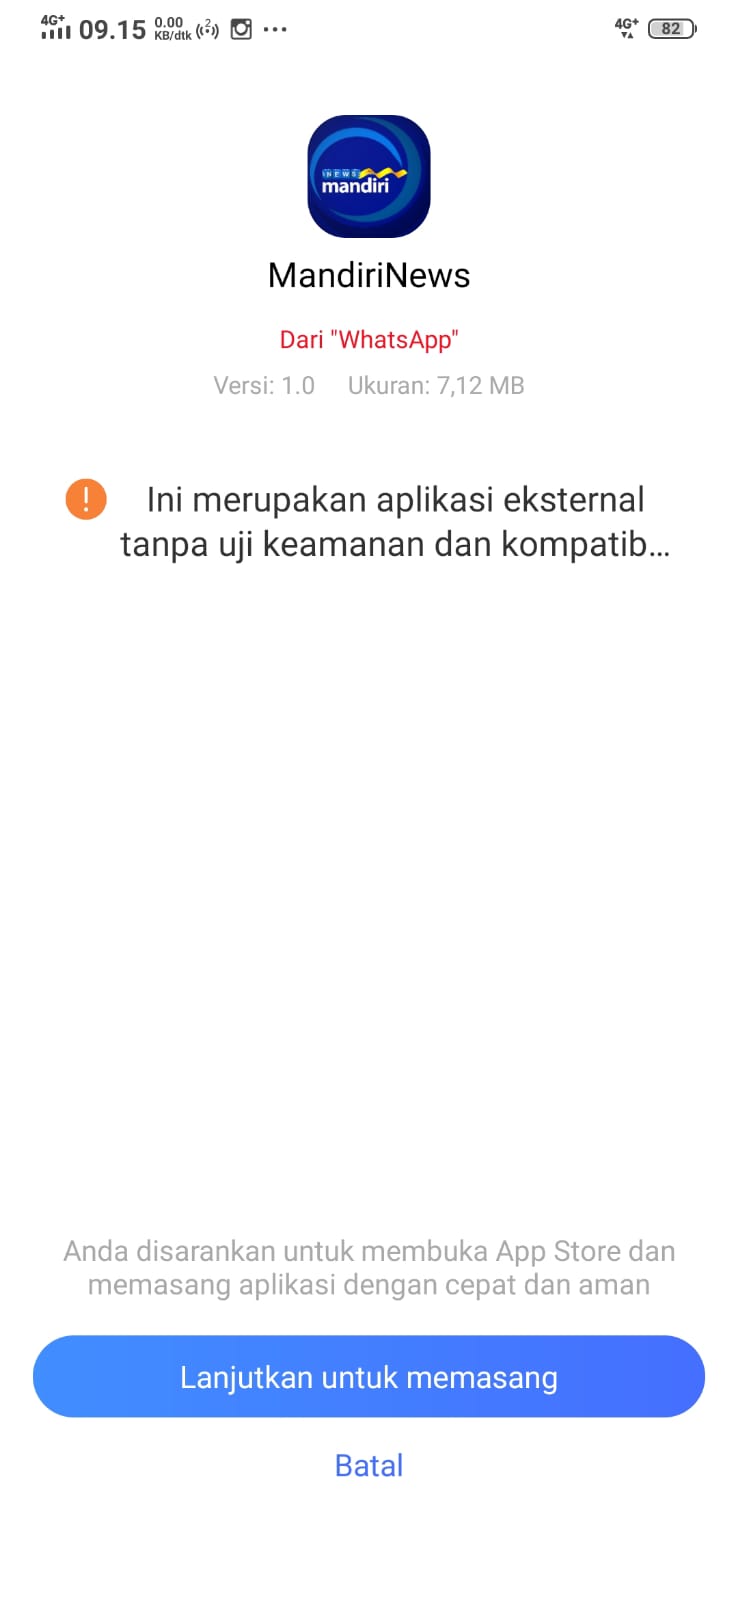 4G+ 09.15 0.00 KB/dtk 2 ... 4G+ 82
NEWS
mandiri
MandiriNews
Dari "WhatsApp"
Versi: 1.0 Ukuran: 7,12 MB
Ini merupakan aplikasi eksternal
tanpa uji keamanan dan kompatib...
Anda disarankan untuk membuka App Store dan
memasang aplikasi dengan cepat dan aman
Lanjutkan untuk memasang
Batal